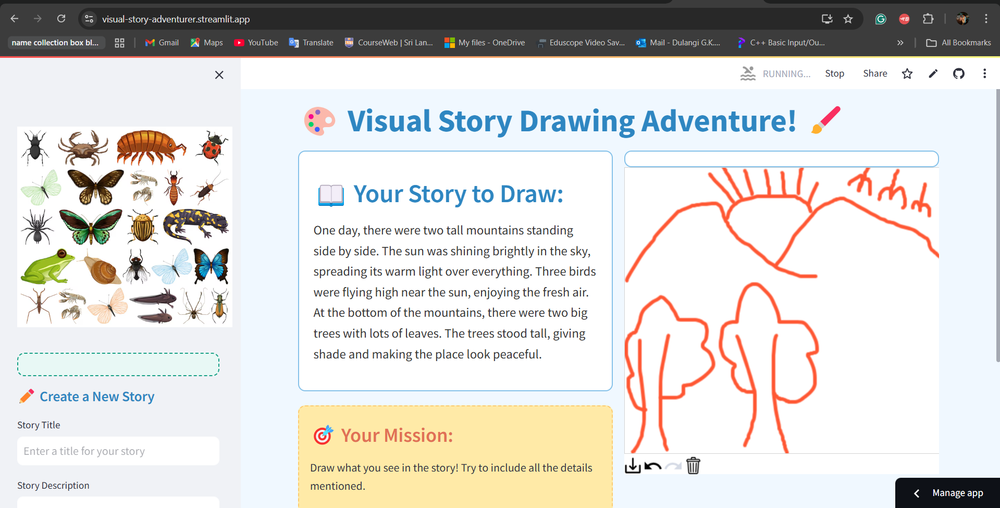 visual-story-adventurer.streamlit.app
name collection box bl...
Gmail
Maps
YouTube
Translate
CourseWeb | Sri Lan...
My files - OneDrive
Eduscope Video Sav...
Mail - Dulangi G.K....
C++ Basic Input/Ou...
»
All Bookmarks
RUNNING...
Stop
Share
Visual Story Drawing Adventure!
Your Story to Draw:
One day, there were two tall mountains standing
side by side. The sun was shining brightly in the sky,
spreading its warm light over everything. Three birds
were flying high near the sun, enjoying the fresh air.
At the bottom of the mountains, there were two big
trees with lots of leaves. The trees stood tall, giving
shade and making the place look peaceful.
Your Mission:
Draw what you see in the story! Try to include all the details
mentioned.
Create a New Story
Story Title
Enter a title for your story
Story Description
Manage app